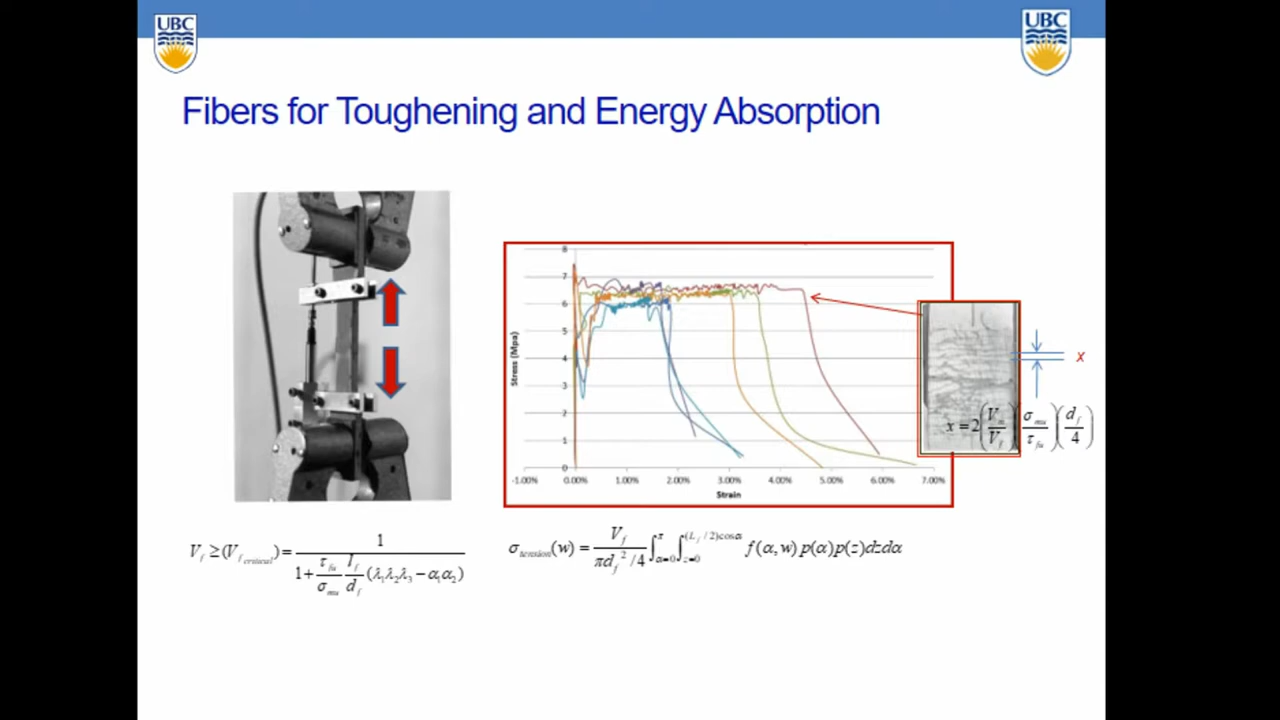 UBC
UBC
Fibers for Toughening and Energy Absorption
8
7
6
5
4
3
2
1
0
Stress (Mpa)
-1.00% 0.00% 1.00% 2.00% 3.00% 4.00% 5.00% 6.00% 7.00%
Strain
x
x = 2(V_m/V_f)(σ_mu/τ_fu)(d_f/4)
V_f ≥ (V_f critical) = 1 / (1 + (τ_fu/σ_mu)(l_f/d_f)(λ₁λ₂λ₃ − α₁α₂))
σ_tension(w) = V_f/(πd_f²/4) ∫_{α=0}^{π} ∫_{z=0}^{(L_f/2)cosα} f(α,w) p(α)p(z)dzdα